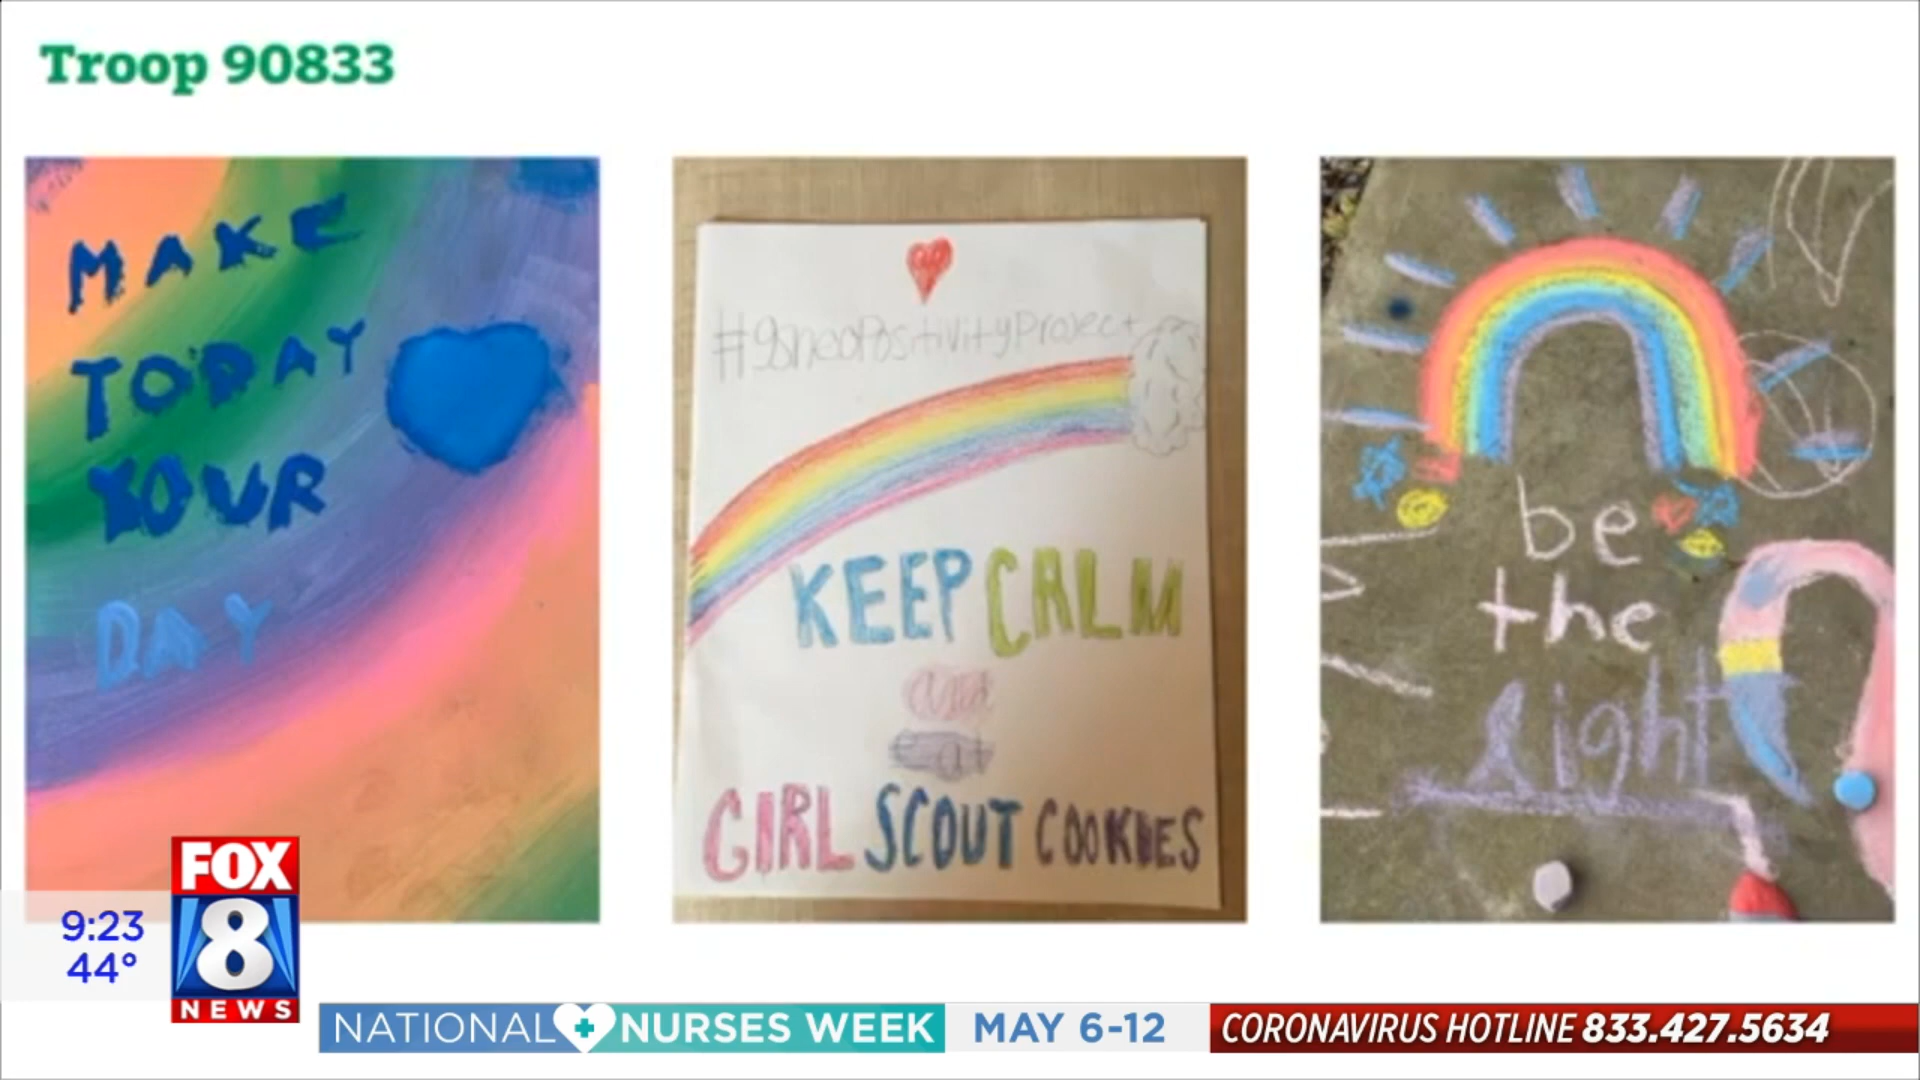 Troop 90833
MAKE
TODAY
YOUR
DAY
#gsneoPositivityProject
KEEP CALM
and
Eat
GIRL SCOUT COOKIES
be
the
light
9:23
44°
FOX
8
NEWS
NATIONAL NURSES WEEK MAY 6-12
CORONAVIRUS HOTLINE 833.427.5634